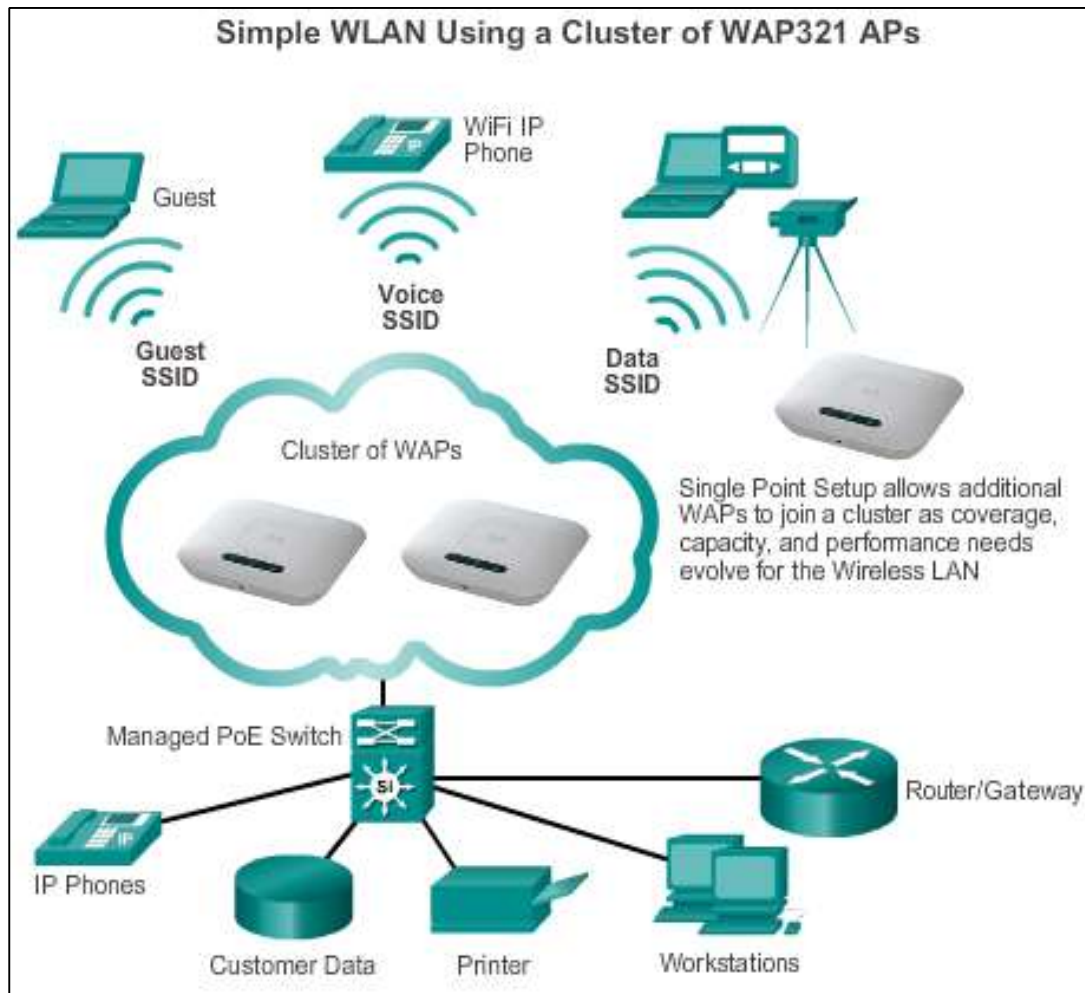 Simple WLAN Using a Cluster of WAP321 APs
Guest
WiFi IP
Phone
Guest
SSID
Voice
SSID
Data
SSID
Cluster of WAPs
Single Point Setup allows additional
WAPs to join a cluster as coverage,
capacity, and performance needs
evolve for the Wireless LAN
Managed PoE Switch
Si
Router/Gateway
IP Phones
Customer Data
Printer
Workstations